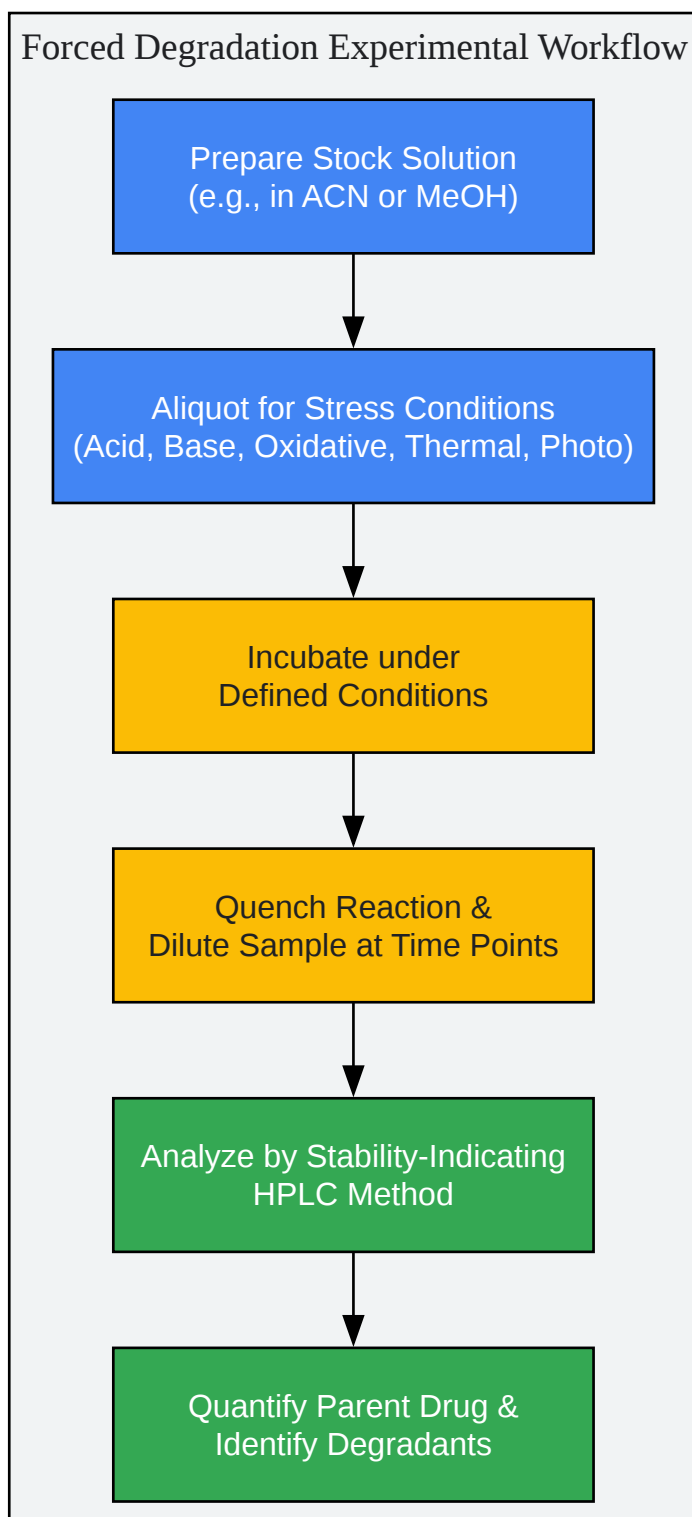 Forced Degradation Experimental Workflow
Prepare Stock Solution
(e.g., in ACN or MeOH)
Aliquot for Stress Conditions
(Acid, Base, Oxidative, Thermal, Photo)
Incubate under
Defined Conditions
Quench Reaction &
Dilute Sample at Time Points
Analyze by Stability-Indicating
HPLC Method
Quantify Parent Drug &
Identify Degradants